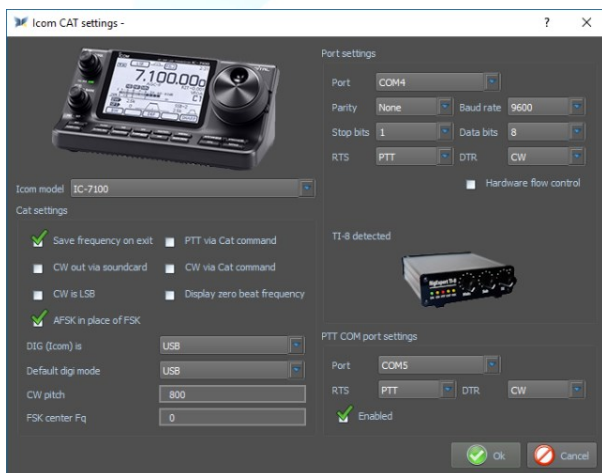 Icom CAT settings -
?
7.100.00
Icom model IC-7100
Cat settings
Save frequency on exit
PTT via Cat command
CW out via soundcard
CW via Cat command
CW is LSB
Display zero beat frequency
AFSK in place of FSK
DIG (Icom) is USB
Default digi mode USB
CW pitch 800
FSK center Fq 0
Port settings
Port COM4
Parity None Baud rate 9600
Stop bits 1 Data bits 8
RTS PTT DTR CW
Hardware flow control
TI-8 detected
RigExpert TI-8
PTT COM port settings
Port COM5
RTS PTT DTR CW
Enabled
Ok Cancel